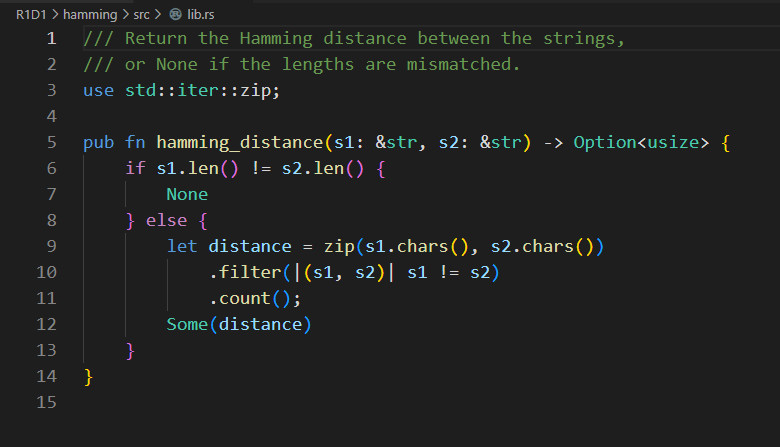 R1D1 > hamming > src > lib.rs
1 /// Return the Hamming distance between the strings,
2 /// or None if the lengths are mismatched.
3 use std::iter::zip;
4
5 pub fn hamming_distance(s1: &str, s2: &str) -> Option<usize> {
6     if s1.len() != s2.len() {
7         None
8     } else {
9         let distance = zip(s1.chars(), s2.chars())
10             .filter(|(s1, s2)| s1 != s2)
11             .count();
12         Some(distance)
13     }
14 }
15